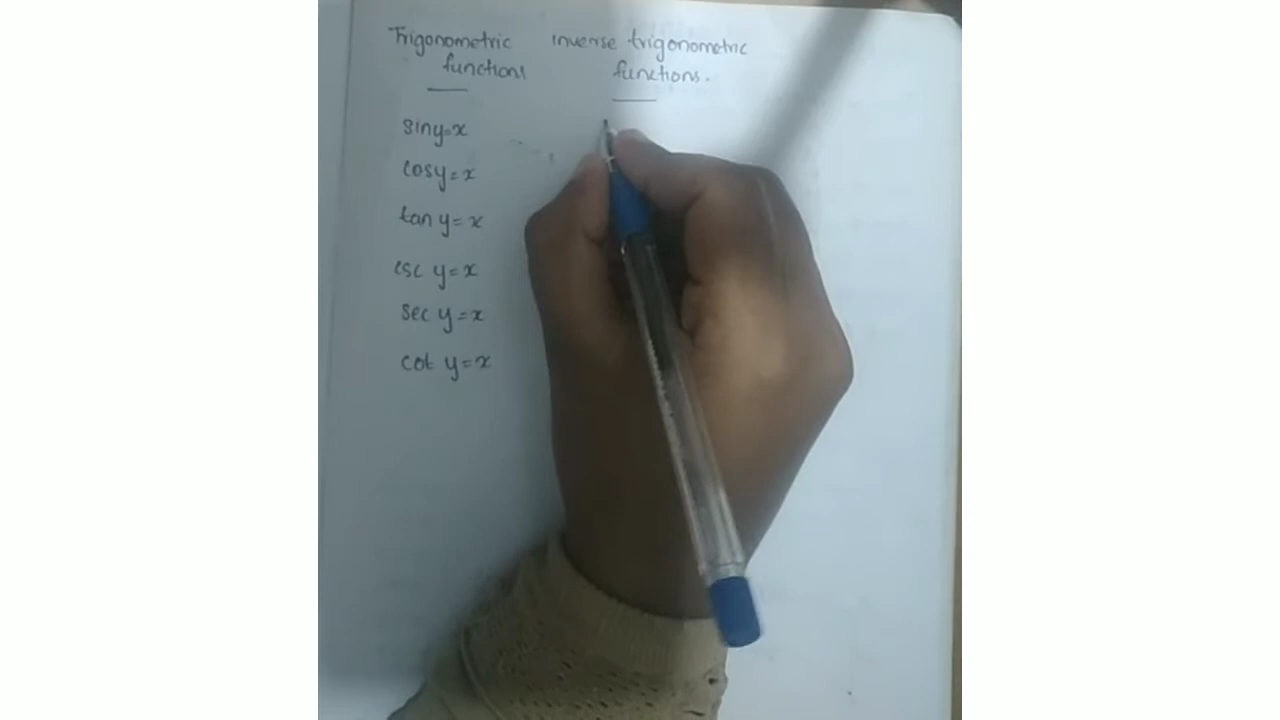 Trigonometric functions
inverse trigonometric functions.
siny=x
cosy=x
tan y=x
csc y=x
sec y=x
cot y=x